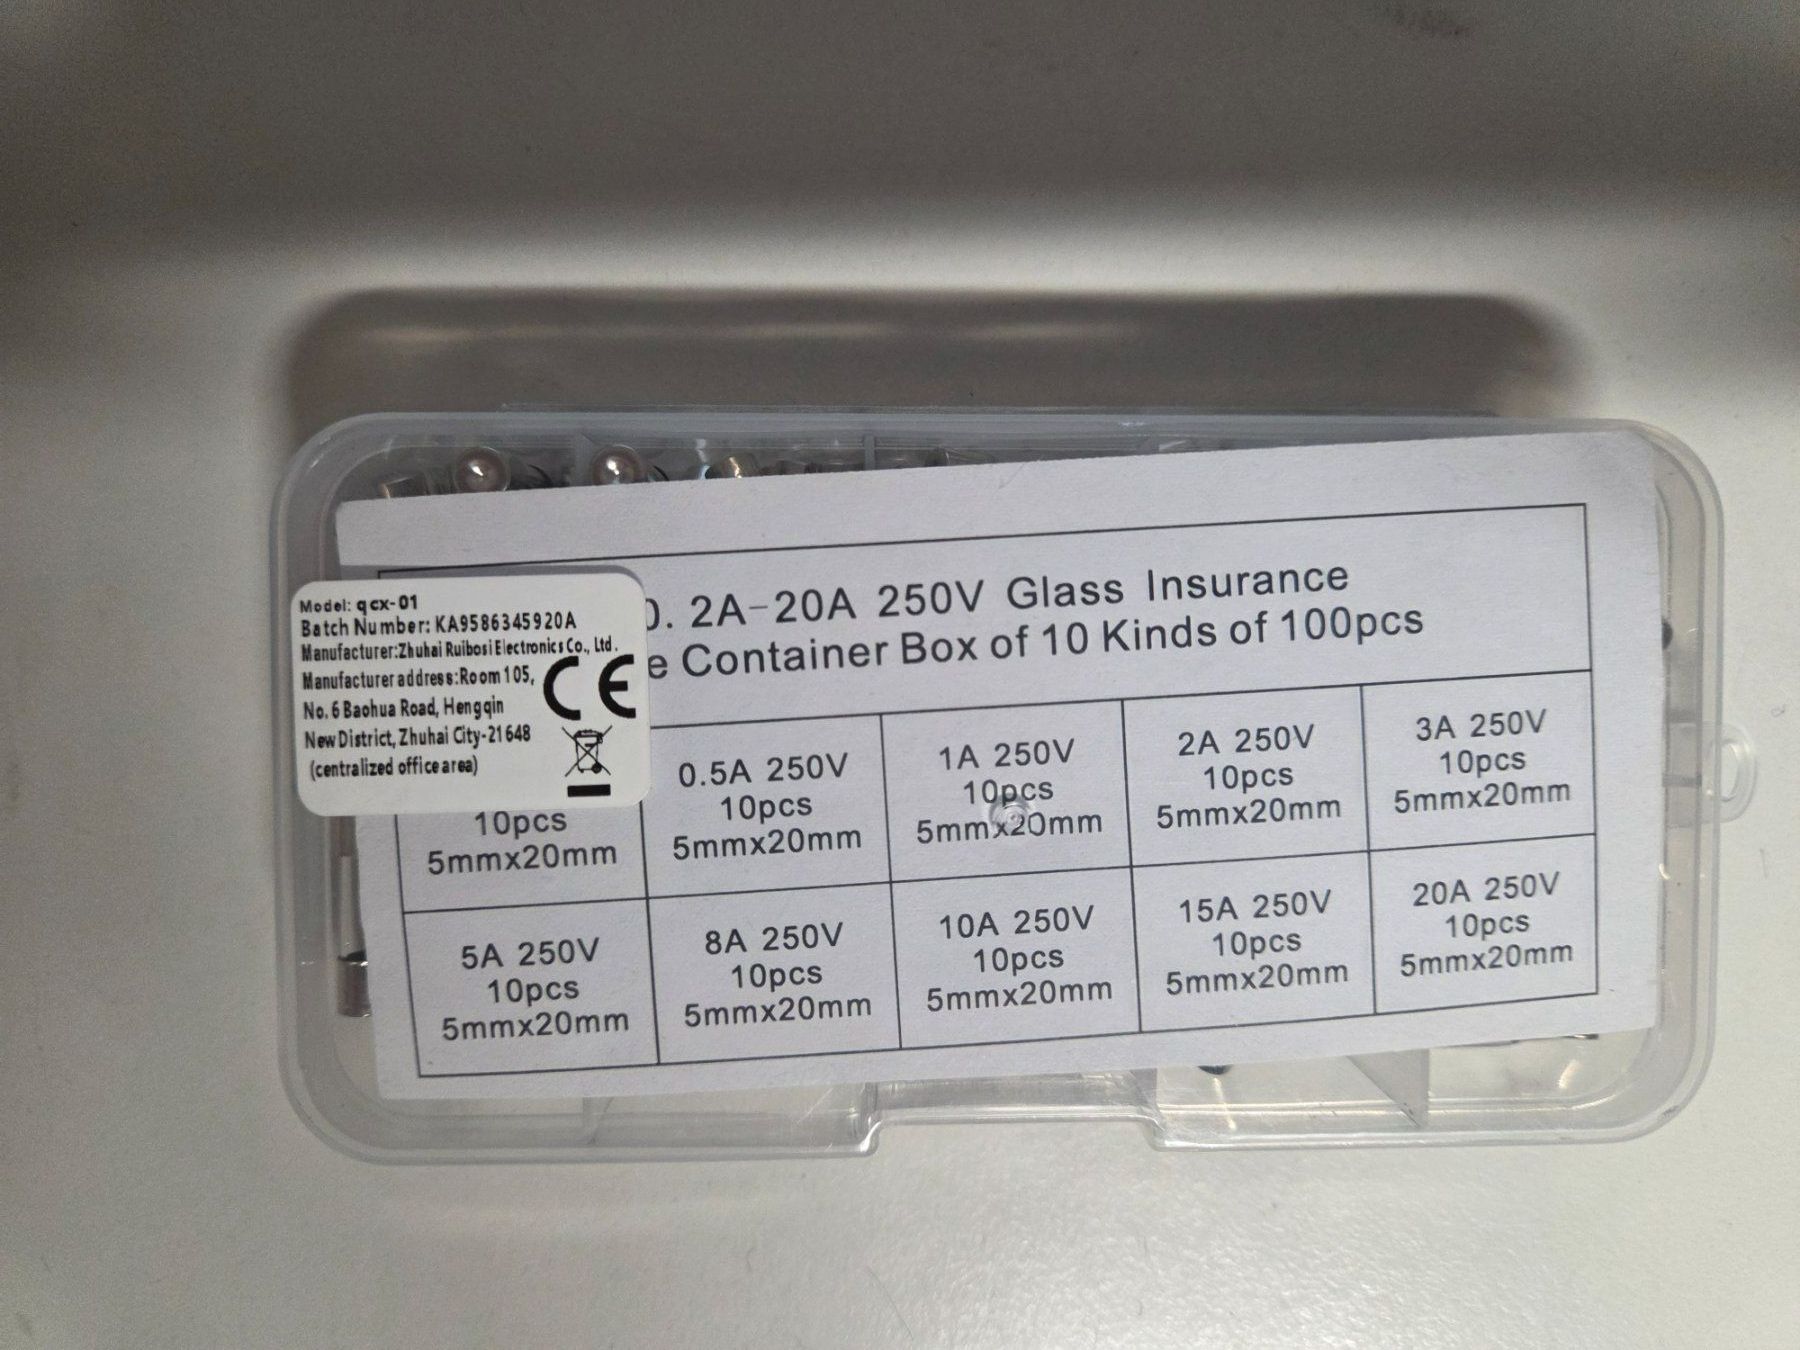 Model: qcx-01
Batch Number: KA9586345920A
Manufacturer:Zhuhai Ruibosi Electronics Co., Ltd.
Manufacturer address:Room 105,
No. 6 Baohua Road, Hengqin
New District, Zhuhai City-21648
(centralized office area)
CE
0. 2A-20A 250V Glass Insurance
Container Box of 10 Kinds of 100pcs
10pcs
5mmx20mm
0.5A 250V
10pcs
5mmx20mm
1A 250V
10pcs
5mmx20mm
2A 250V
10pcs
5mmx20mm
3A 250V
10pcs
5mmx20mm
5A 250V
10pcs
5mmx20mm
8A 250V
10pcs
5mmx20mm
10A 250V
10pcs
5mmx20mm
15A 250V
10pcs
5mmx20mm
20A 250V
10pcs
5mmx20mm